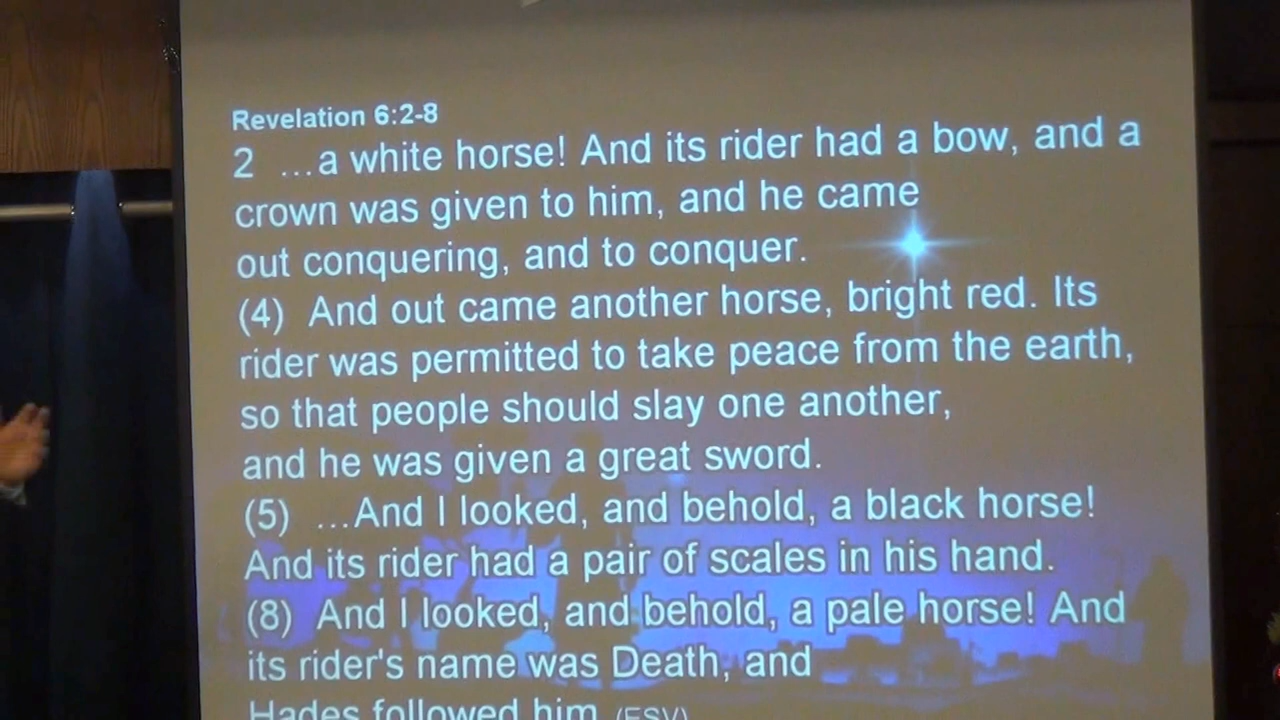 Revelation 6:2-8
2 ...a white horse! And its rider had a bow, and a
crown was given to him, and he came
out conquering, and to conquer.
(4) And out came another horse, bright red. Its
rider was permitted to take peace from the earth,
so that people should slay one another,
and he was given a great sword.
(5) ...And I looked, and behold, a black horse!
And its rider had a pair of scales in his hand.
(8) And I looked, and behold, a pale horse! And
its rider's name was Death, and
Hades followed him. (ESV)